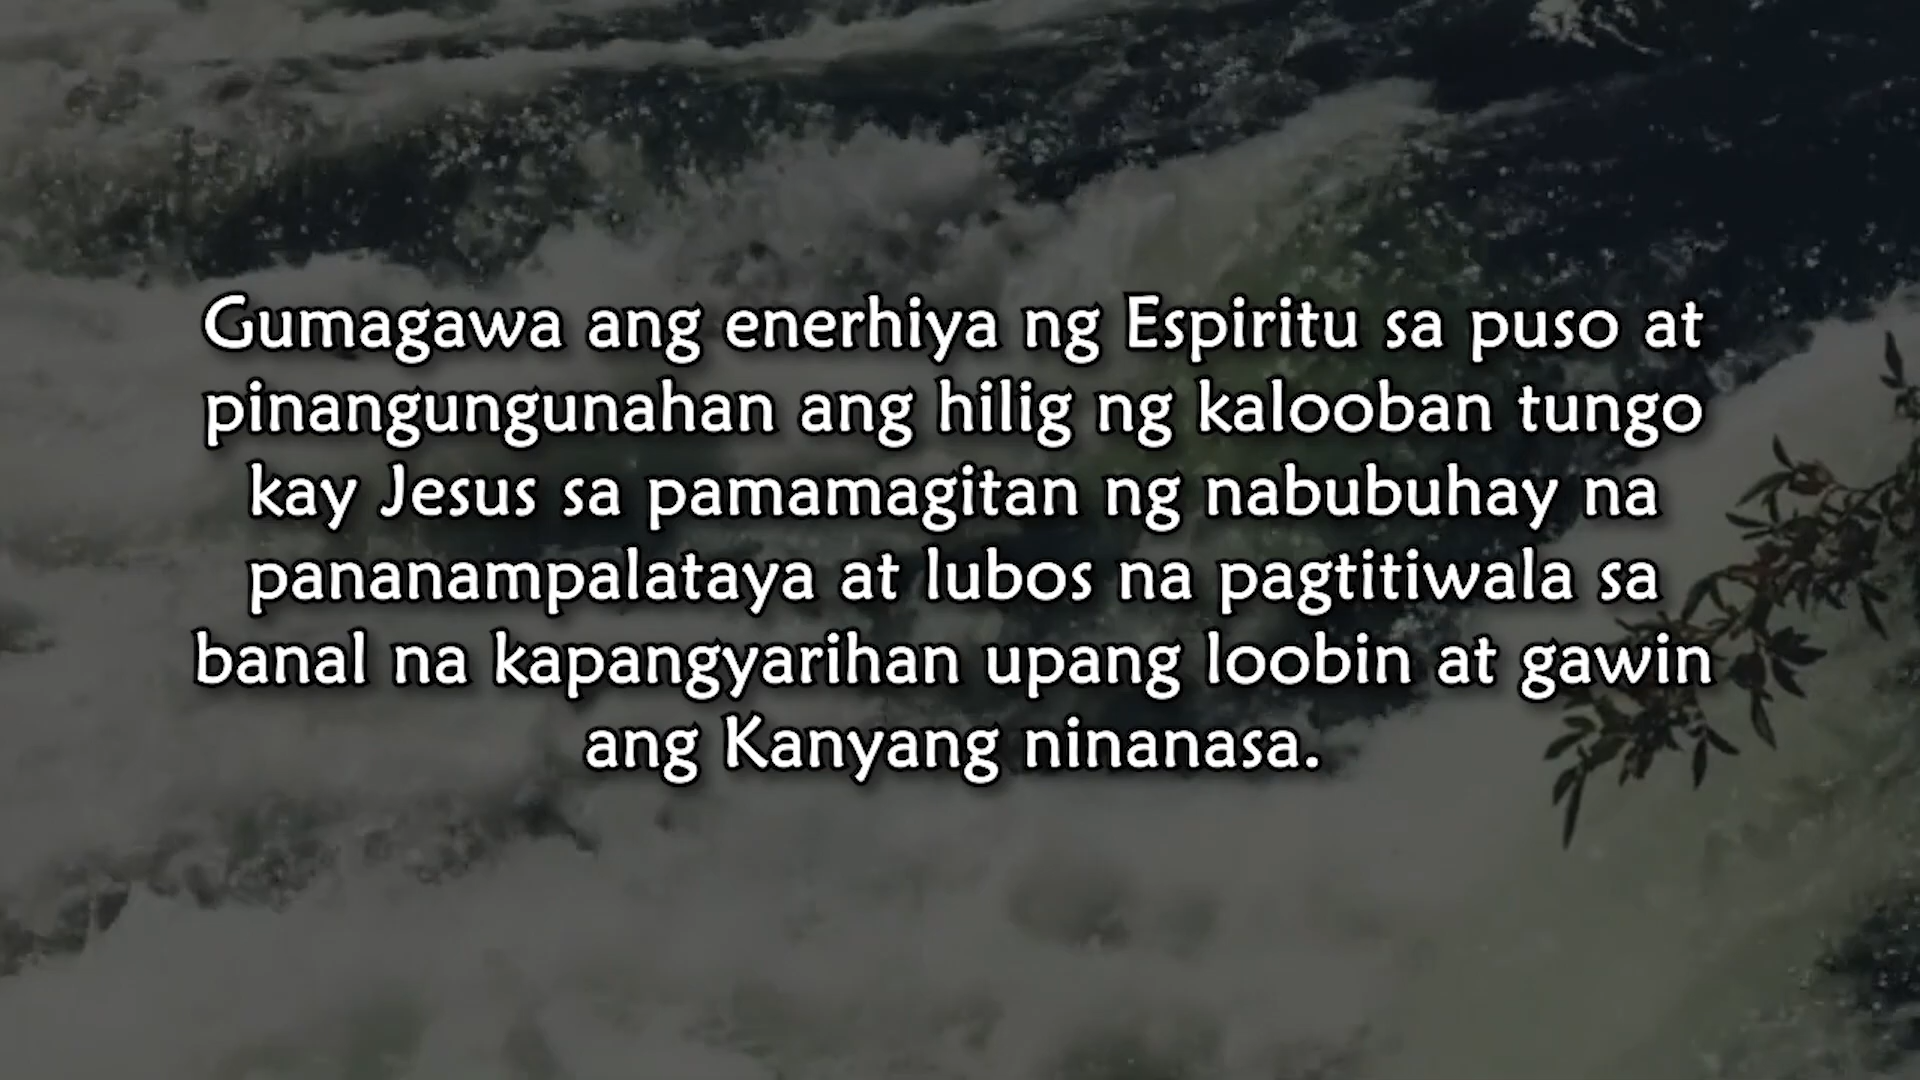 Gumagawa ang enerhiya ng Espiritu sa puso at
pinangungunahan ang hilig ng kalooban tungo
kay Jesus sa pamamagitan ng nabubuhay na
pananampalataya at lubos na pagtitiwala sa
banal na kapangyarihan upang loobin at gawin
ang Kanyang ninanasa.